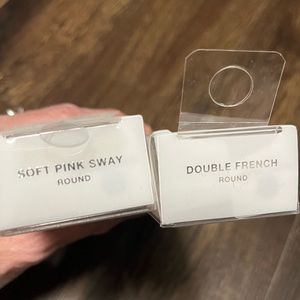 SOFT PINK SWAY
ROUND
DOUBLE FRENCH
ROUND